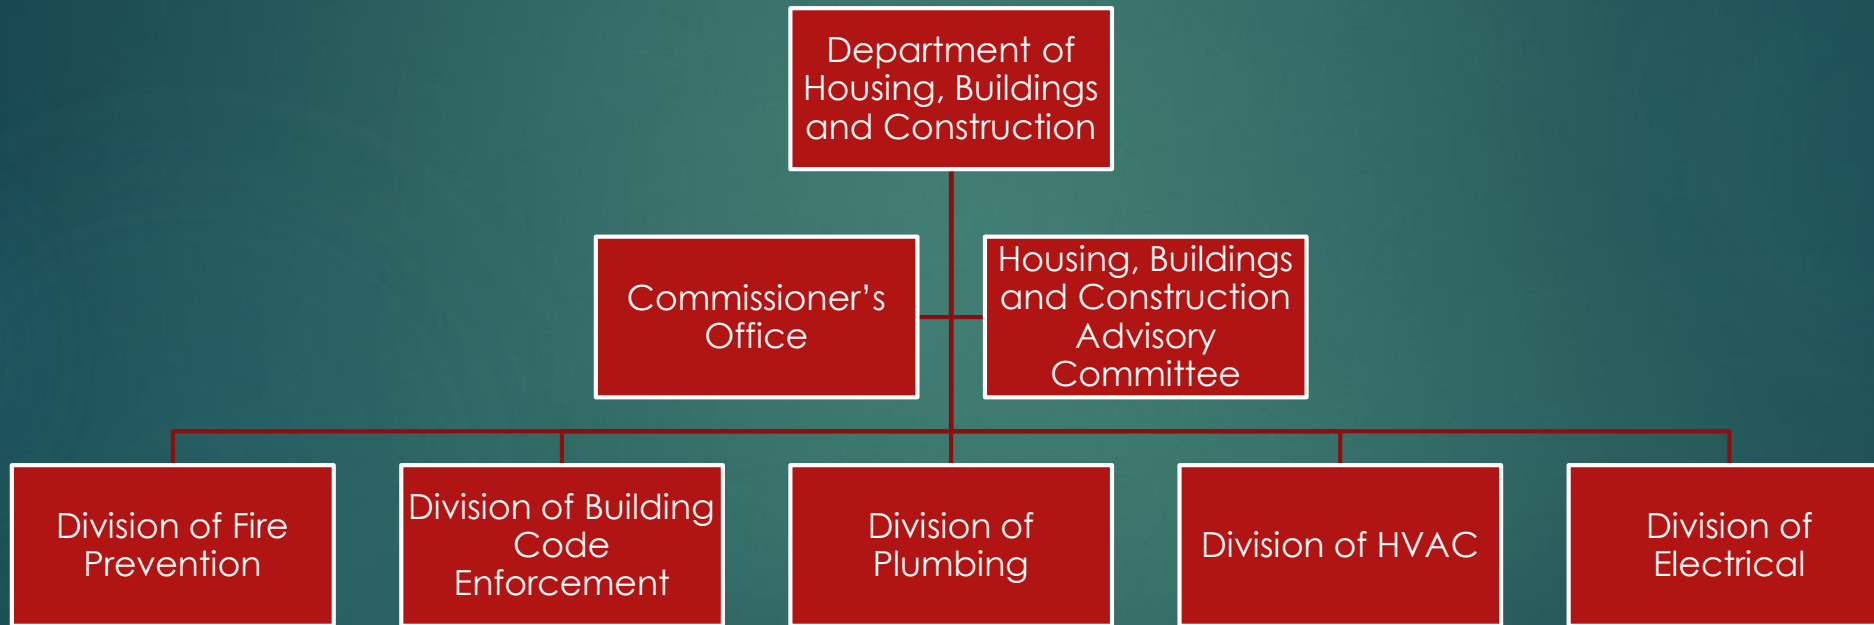 Department of
Housing, Buildings
and Construction
Commissioner’s
Office
Housing, Buildings
and Construction
Advisory
Committee
Division of Fire
Prevention
Division of Building
Code
Enforcement
Division of
Plumbing
Division of HVAC
Division of
Electrical